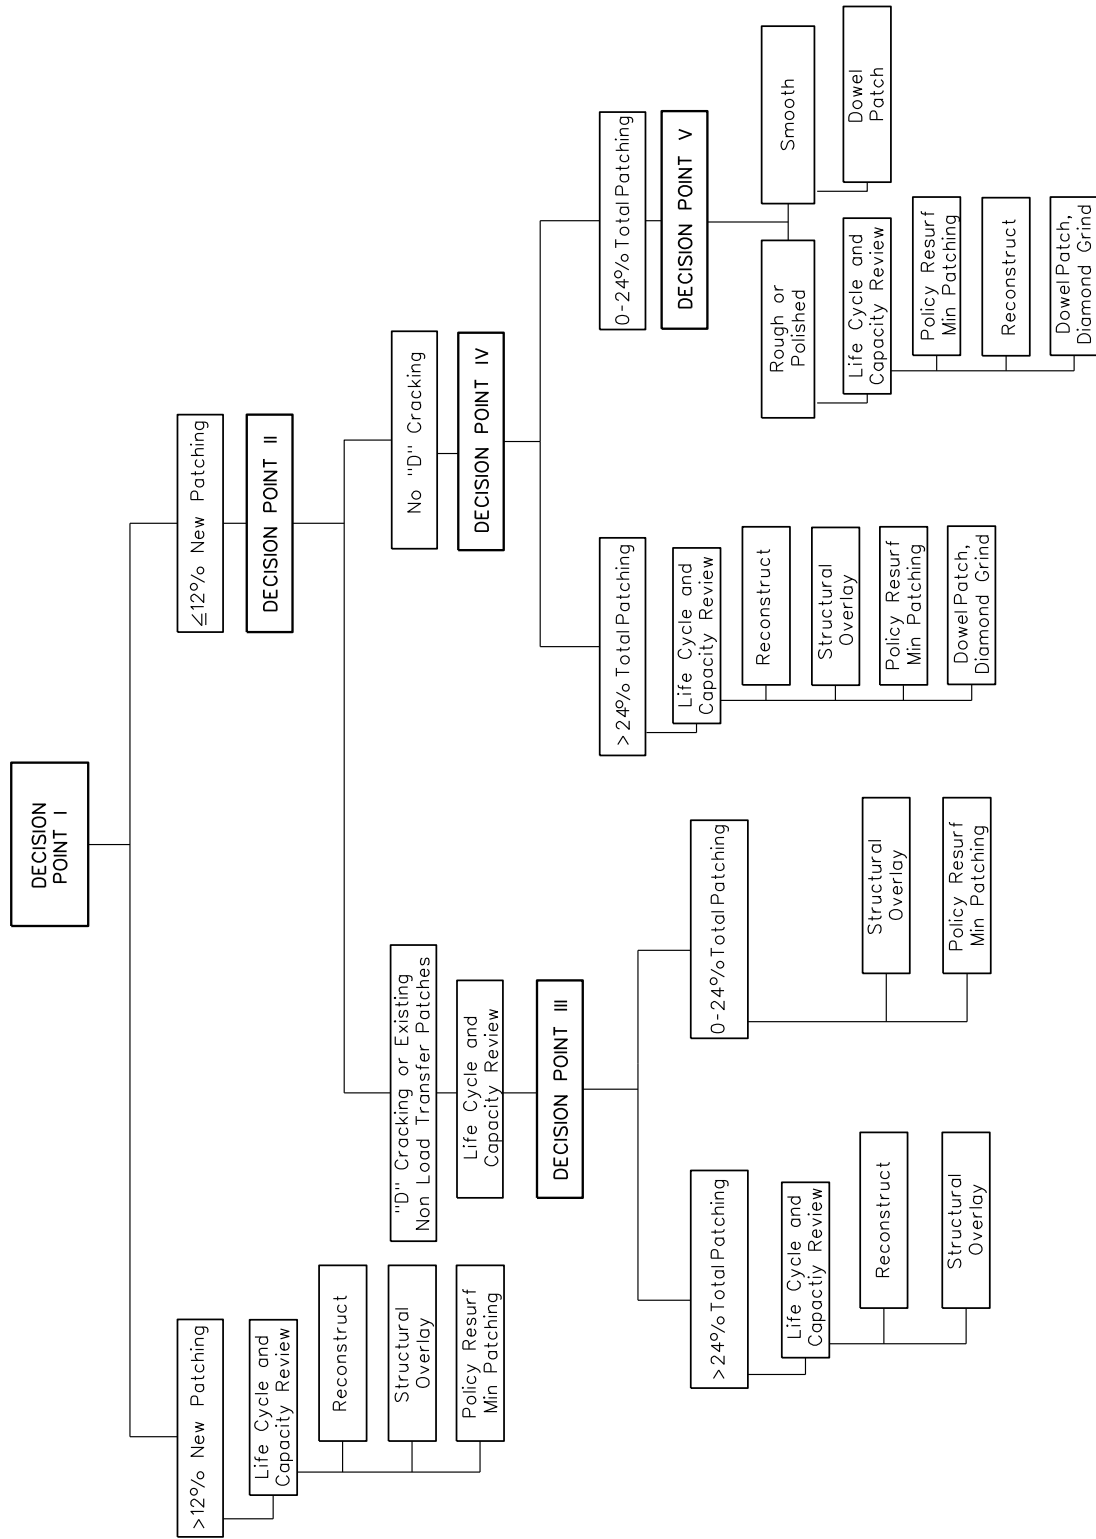 DECISION
POINT I
>12% New Patching
Life Cycle and
Capacity Review
Reconstruct
Structural
Overlay
Policy Resurf
Min Patching
≤12% New Patching
DECISION POINT II
"D" Cracking or Existing
Non Load Transfer Patches
Life Cycle and
Capacity Review
DECISION POINT III
>24% Total Patching
Life Cycle and
Capactiy Review
Reconstruct
Structural
Overlay
0-24% Total Patching
Structural
Overlay
Policy Resurf
Min Patching
No "D" Cracking
DECISION POINT IV
>24% Total Patching
Life Cycle and
Capacity Review
Reconstruct
Structural
Overlay
Policy Resurf
Min Patching
Dowel Patch,
Diamond Grind
0-24% Total Patching
DECISION POINT V
Rough or
Polished
Life Cycle and
Capacity Review
Policy Resurf
Min Patching
Reconstruct
Dowel Patch,
Diamond Grind
Smooth
Dowel
Patch